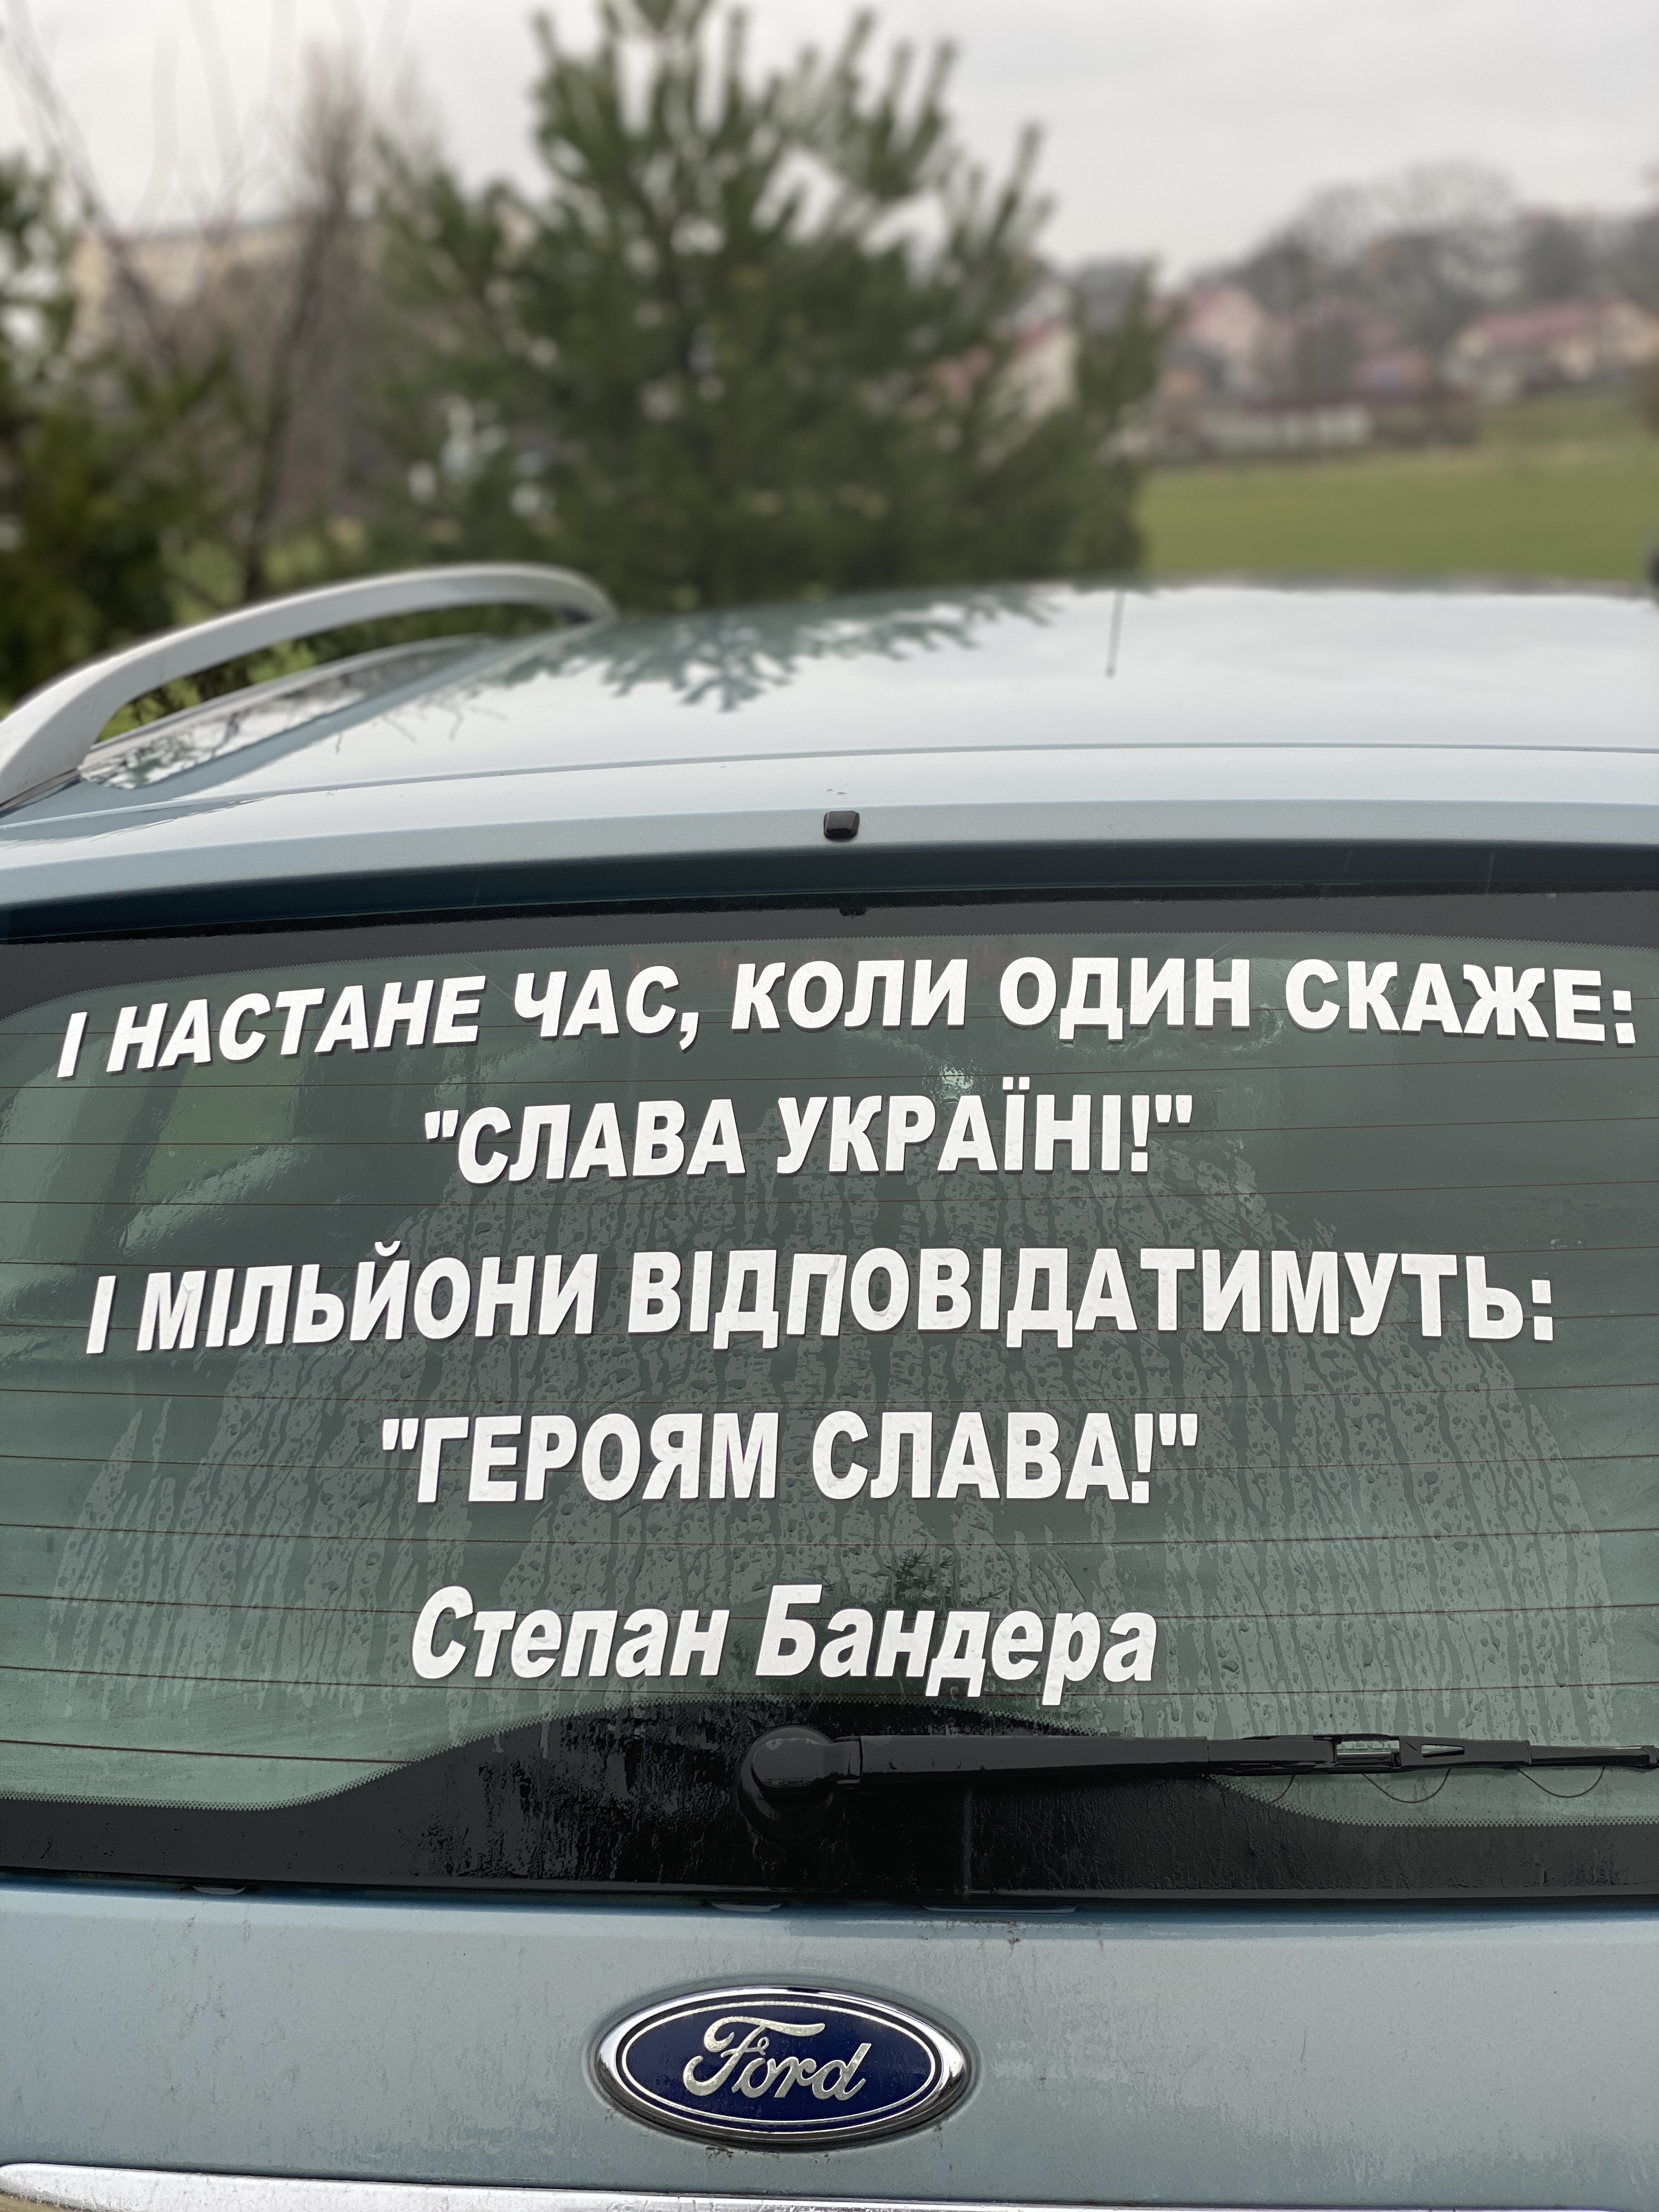 І НАСТАНЕ ЧАС, КОЛИ ОДИН СКАЖЕ:
"СЛАВА УКРАЇНІ!"
І МІЛЬЙОНИ ВІДПОВІДАТИМУТЬ:
"ГЕРОЯМ СЛАВА!"
Степан Бандера
Ford